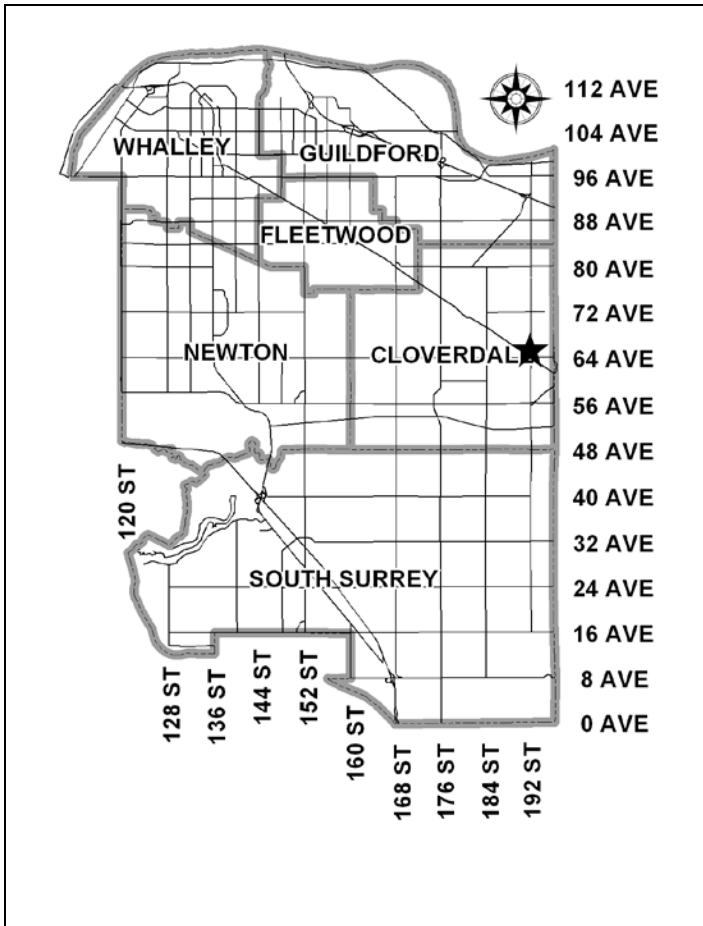 112 AVE
104 AVE
WHALLEY
GUILDFORD
96 AVE
88 AVE
FLEETWOOD
80 AVE
72 AVE
NEWTON
CLOVERDAL
64 AVE
56 AVE
48 AVE
120 ST
40 AVE
32 AVE
SOUTH SURREY
24 AVE
16 AVE
8 AVE
0 AVE
128 ST
136 ST
144 ST
152 ST
160 ST
168 ST
176 ST
184 ST
192 ST